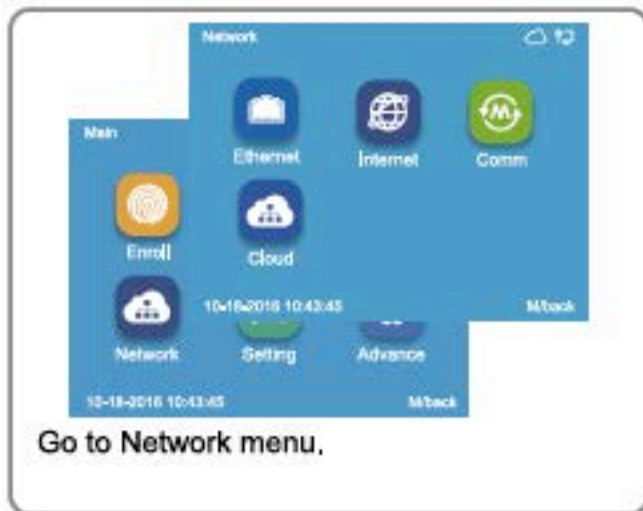 Network
Ethernet
Internet
Comm
Cloud
10-18-2016 10:43:45
M/back
Main
Enroll
Network
Setting
Advance
10-18-2016 10:43:45
M/back
Go to Network menu,